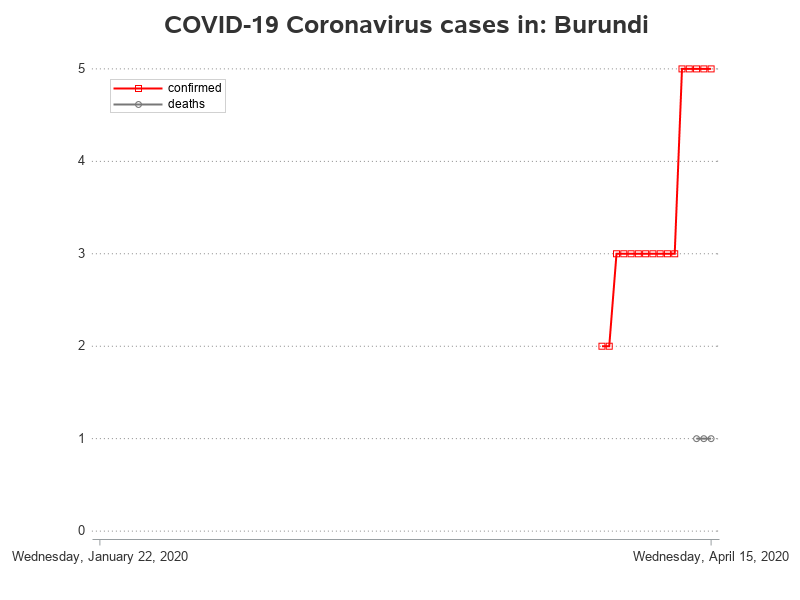 COVID-19 Coronavirus cases in: Burundi
5
confirmed
deaths
4
3
2
1
0
Wednesday, January 22, 2020
Wednesday, April 15, 2020